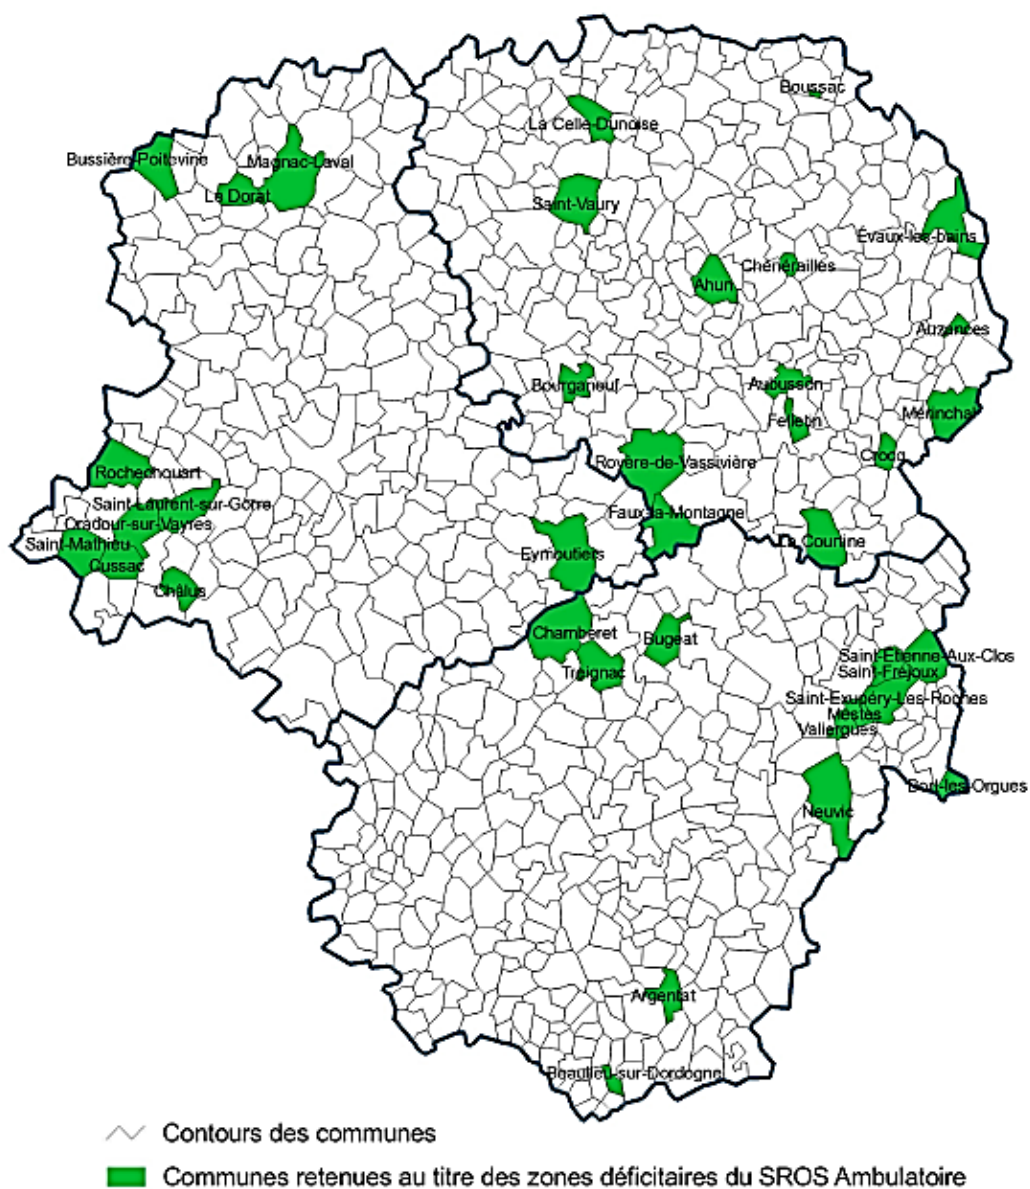 Boussac
La Celle-Dunoise
Bussière-Poitevine
Magnac-Laval
Le Dorat
Saint-Vaury
Évaux-les-bains
Chénérailles
Ahun
Auzances
Bourganeuf
Aubusson
Mérinchal
Felletin
Crocq
Royère-de-Vassivière
Rochechouart
Saint-Laurent-sur-Gorre
Faux-la-Montagne
Oradour-sur-Vayres
Saint-Mathieu
La Courtine
Eymoutiers
Cussac
Châlus
Chamberet
Bugeat
Saint-Etienne-Aux-Clos
Treignac
Saint-Fréjoux
Saint-Exupéry-Les-Roches
Mestes
Valiergues
Bort-les-Orgues
Neuvic
Argentat
Beaulieu-sur-Dordogne
Contours des communes
Communes retenues au titre des zones déficitaires du SROS Ambulatoire